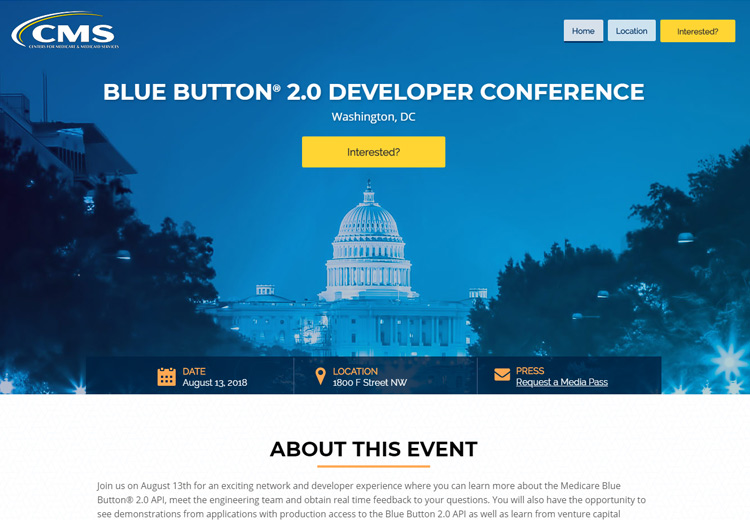 CMS
CENTERS FOR MEDICARE & MEDICAID SERVICES
Home
Location
Interested?
BLUE BUTTON® 2.0 DEVELOPER CONFERENCE
Washington, DC
Interested?
DATE
August 13, 2018
LOCATION
1800 F Street NW
PRESS
Request a Media Pass
ABOUT THIS EVENT
Join us on August 13th for an exciting network and developer experience where you can learn more about the Medicare Blue
Button® 2.0 API, meet the engineering team and obtain real time feedback to your questions. You will also have the opportunity to
see demonstrations from applications with production access to the Blue Button 2.0 API as well as learn from venture capital